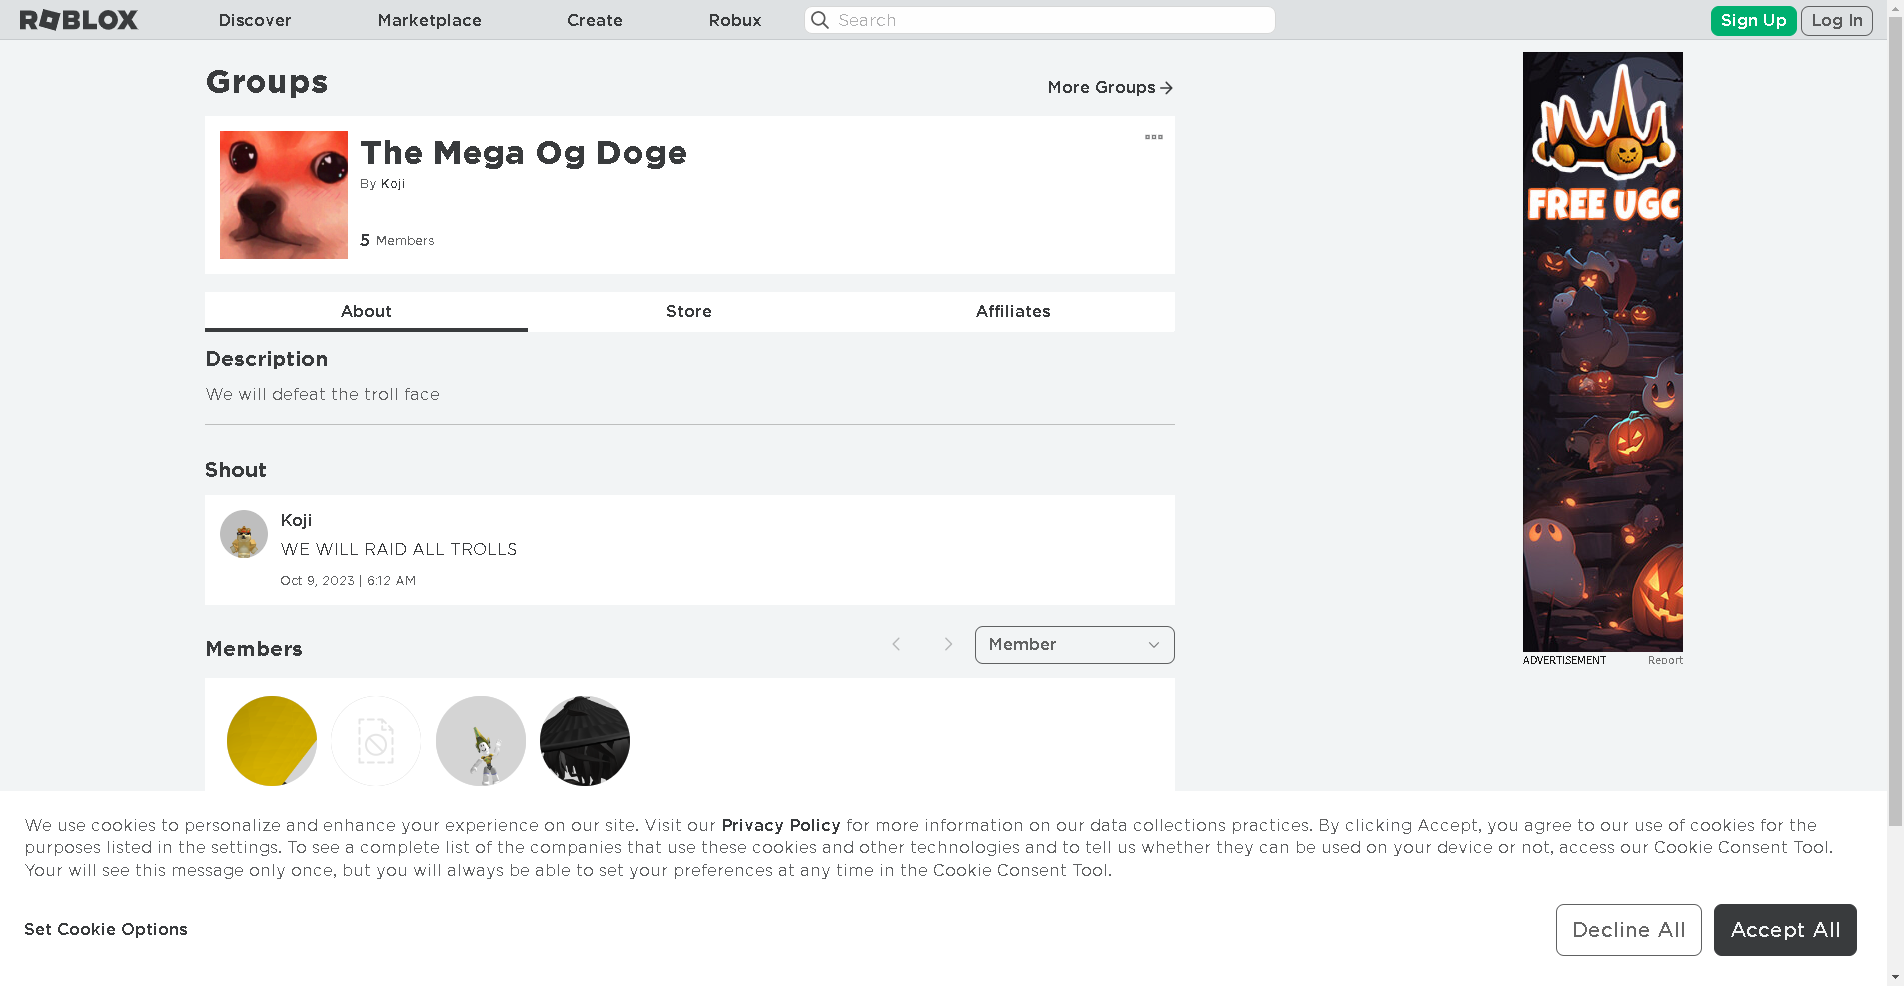 ROBLOX
Discover
Marketplace
Create
Robux
Search
Sign Up
Log In
Groups
More Groups
The Mega Og Doge
By Koji
5 Members
About
Store
Affiliates
Description
We will defeat the troll face
Shout
Koji
WE WILL RAID ALL TROLLS
Oct 9, 2023 | 6:12 AM
Members
Member
FREE UGC
ADVERTISEMENT
Report
We use cookies to personalize and enhance your experience on our site. Visit our Privacy Policy for more information on our data collections practices. By clicking Accept, you agree to our use of cookies for the
purposes listed in the settings. To see a complete list of the companies that use these cookies and other technologies and to tell us whether they can be used on your device or not, access our Cookie Consent Tool.
Your will see this message only once, but you will always be able to set your preferences at any time in the Cookie Consent Tool.
Set Cookie Options
Decline All
Accept All